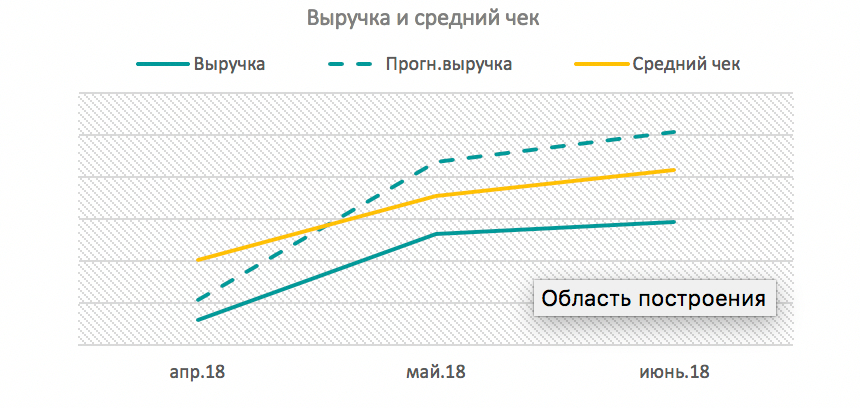 Выручка и средний чек
Выручка Прогн.выручка Средний чек
Область построения
апр.18 май.18 июнь.18